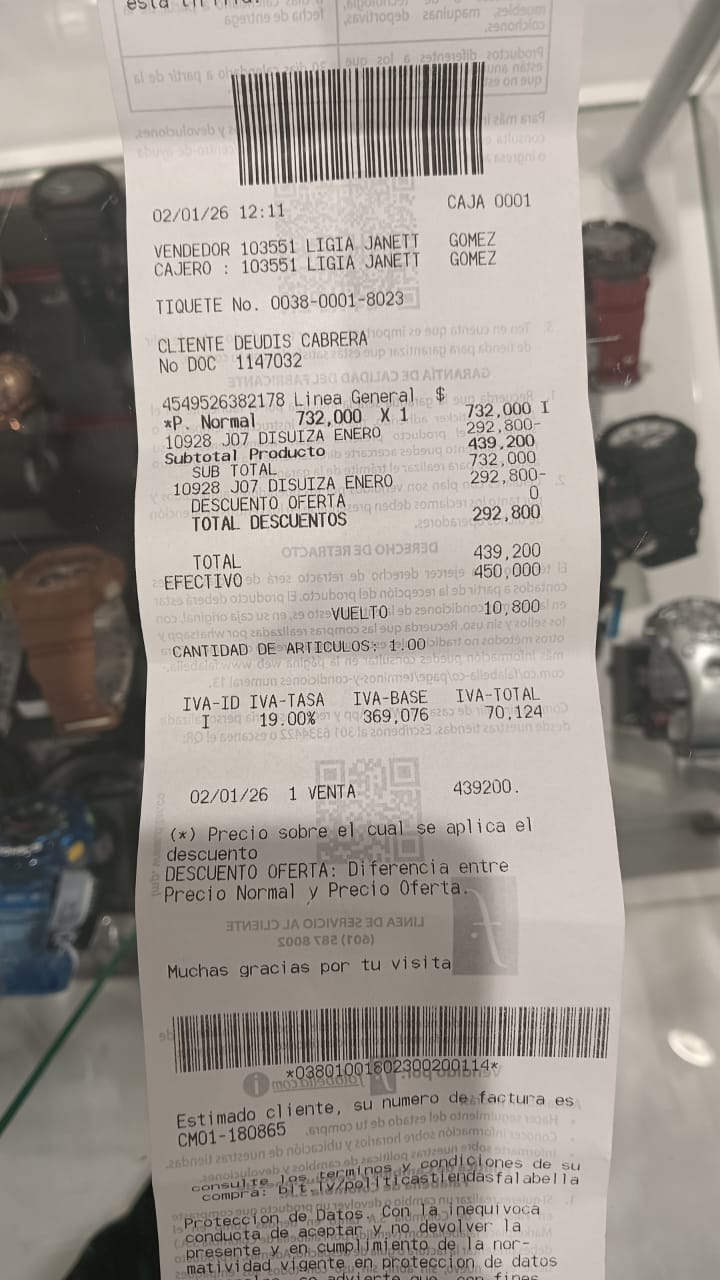 02/01/26 12:11 CAJA 0001
VENDEDOR 103551 LIGIA JANETT GOMEZ
CAJERO : 103551 LIGIA JANETT GOMEZ
TIQUETE No. 0038-0001-8023
CLIENTE DEUDIS CABRERA
No DOC 1147032
4549526382178 Linea General $
*P. Normal 732,000 X 1 732,000 I
10928 J07 DISUIZA ENERO 292,800-
Subtotal Producto 439,200
SUB TOTAL 732,000
10928 J07 DISUIZA ENERO 292,800-
DESCUENTO OFERTA 0
TOTAL DESCUENTOS 292,800
TOTAL 439,200
EFECTIVO 450,000
VUELTO 10,800
CANTIDAD DE ARTICULOS: 1.00
IVA-ID IVA-TASA IVA-BASE IVA-TOTAL
I 19.00% 369,076 70,124
02/01/26 1 VENTA 439200.
(*) Precio sobre el cual se aplica el
descuento
DESCUENTO OFERTA: Diferencia entre
Precio Normal y Precio Oferta.
Muchas gracias por tu visita
*03801001802300200114*
Estimado cliente, su numero de factura es
CM01-180865
consulte los terminos y condiciones de su
compra: bit.ly/politicastiendasfalabella
Proteccion de Datos. Con la inequivoca
conducta de aceptar y no devolver la
presente y en cumplimiento de la nor-
matividad vigente en proteccion de datos